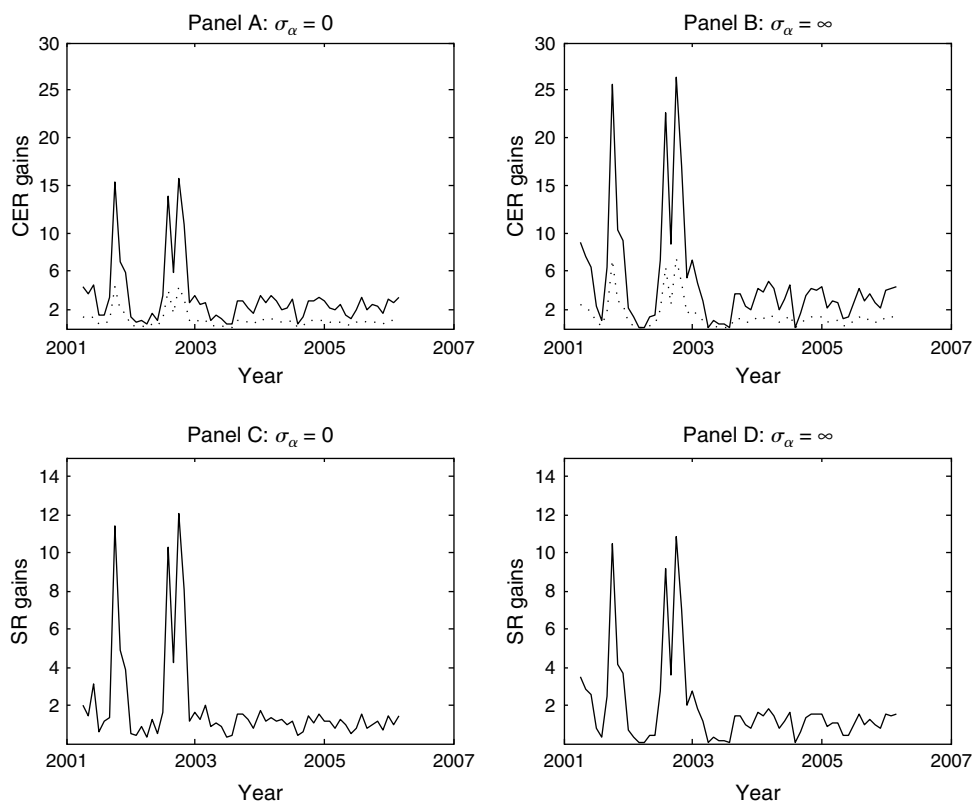 Panel A: σα = 0
30
25
20
15
10
6
2
CER gains
2001 2003 2005 2007
Year
Panel B: σα = ∞
30
25
20
15
10
6
2
CER gains
2001 2003 2005 2007
Year
Panel C: σα = 0
14
12
10
8
6
4
2
SR gains
2001 2003 2005 2007
Year
Panel D: σα = ∞
14
12
10
8
6
4
2
SR gains
2001 2003 2005 2007
Year